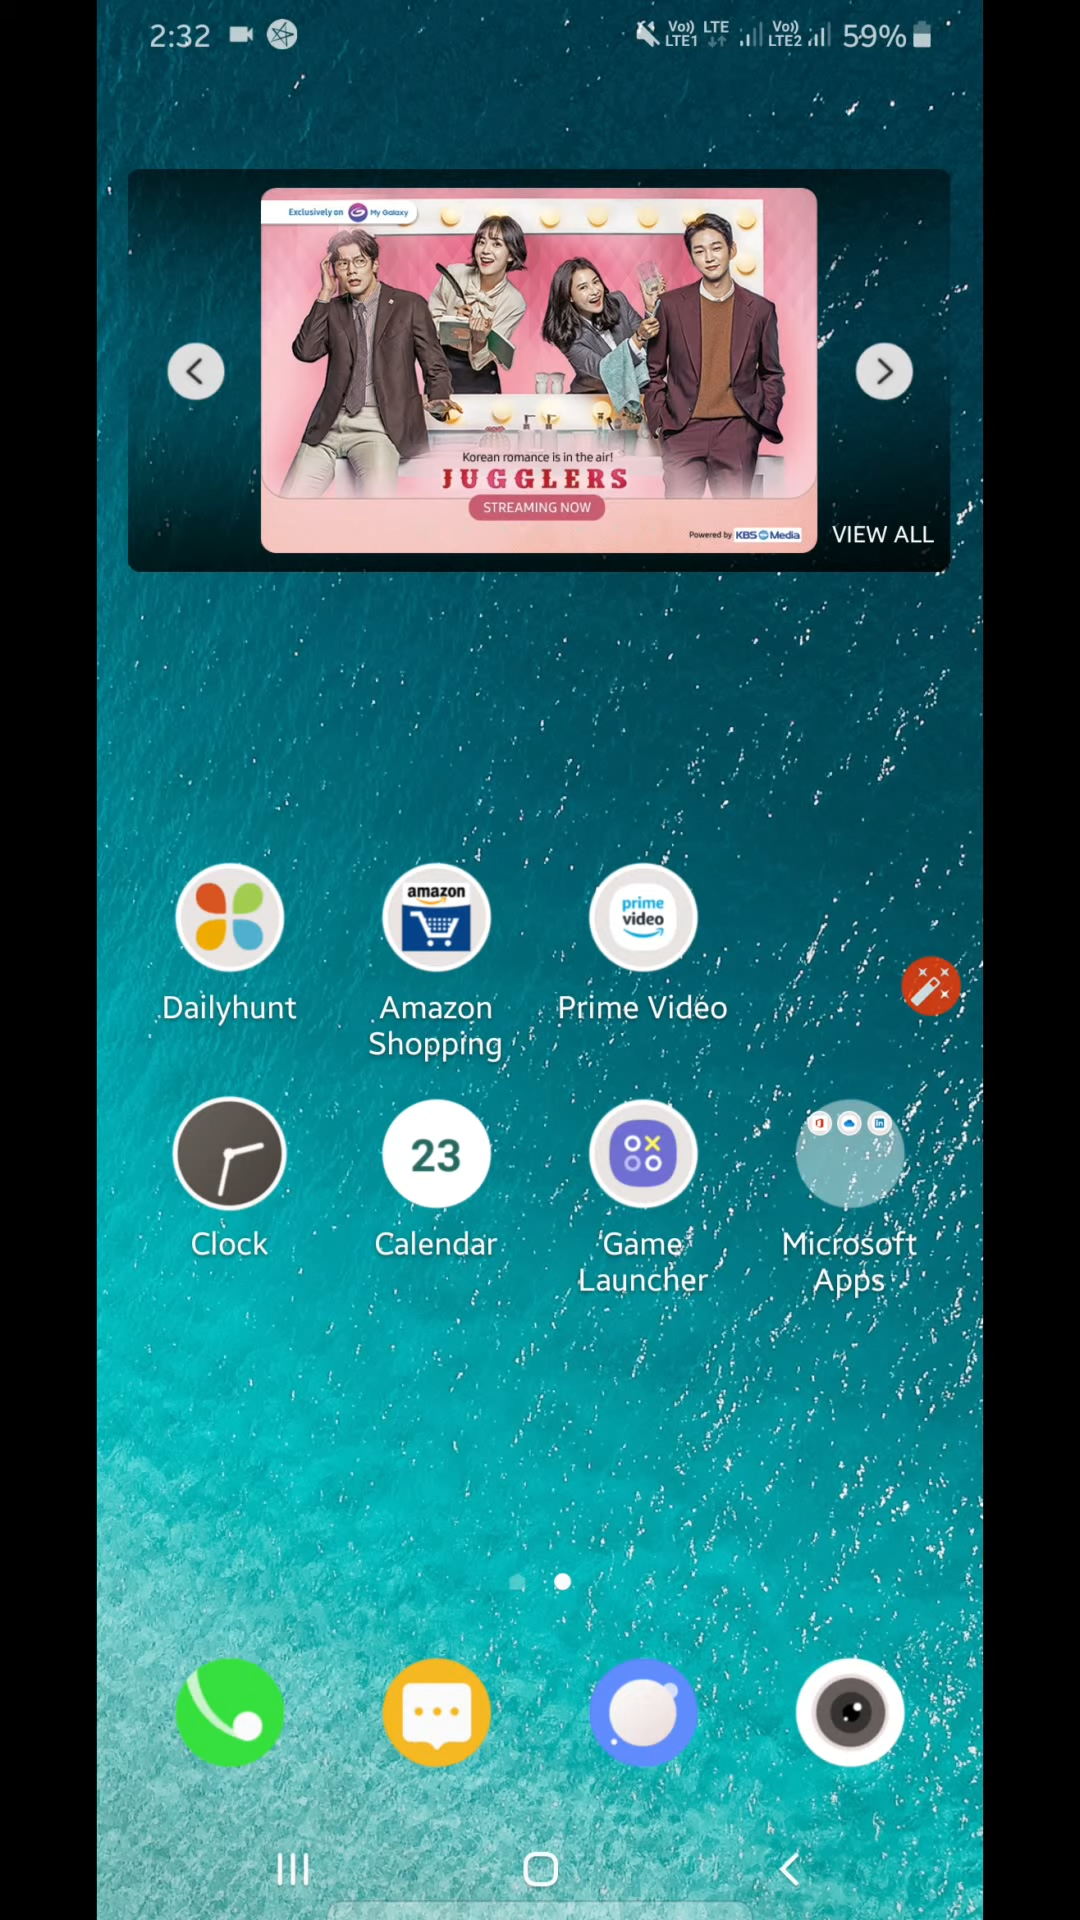 2:32
Vo)) LTE1 LTE Vo)) LTE2 59%
Exclusively on My Galaxy
Korean romance is in the air!
JUGGLERS
STREAMING NOW
Powered by KBS Media
VIEW ALL
amazon
prime video
Dailyhunt
Amazon Shopping
Prime Video
23
Clock
Calendar
Game Launcher
Microsoft Apps